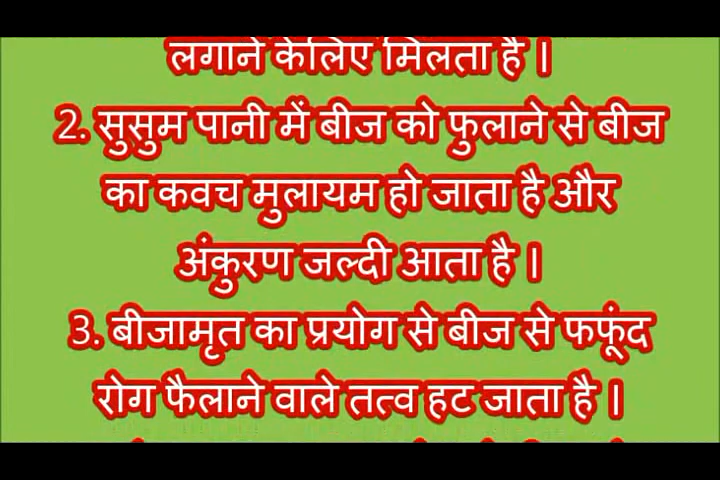 लगाने केलिए मिलता है ।
2. सुसुम पानी में बीज को फुलाने से बीज
का कवच मुलायम हो जाता है और
अंकुरण जल्दी आता है ।
3. बीजामृत का प्रयोग से बीज से फफूंद
रोग फैलाने वाले तत्व हट जाता है ।